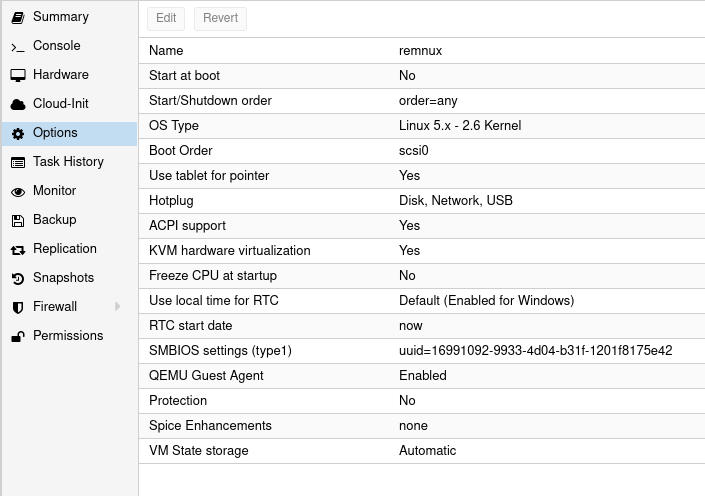 Summary
Console
Hardware
Cloud-Init
Options
Task History
Monitor
Backup
Replication
Snapshots
Firewall
Permissions
Edit Revert
Name remnux
Start at boot No
Start/Shutdown order order=any
OS Type Linux 5.x - 2.6 Kernel
Boot Order scsi0
Use tablet for pointer Yes
Hotplug Disk, Network, USB
ACPI support Yes
KVM hardware virtualization Yes
Freeze CPU at startup No
Use local time for RTC Default (Enabled for Windows)
RTC start date now
SMBIOS settings (type1) uuid=16991092-9933-4d04-b31f-1201f8175e42
QEMU Guest Agent Enabled
Protection No
Spice Enhancements none
VM State storage Automatic